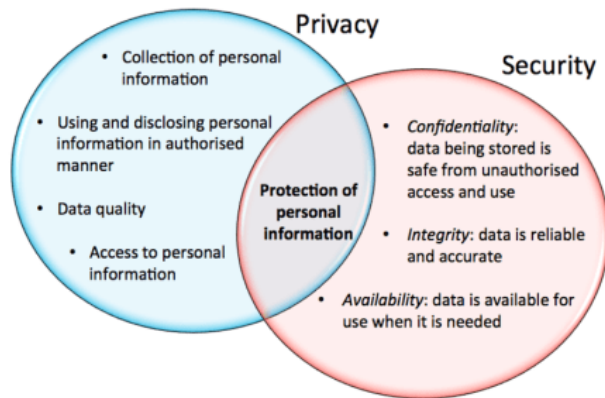 Privacy
• Collection of personal
information
• Using and disclosing personal
information in authorised
manner
• Data quality
• Access to personal
information
Protection of
personal
information
Security
• Confidentiality:
data being stored is
safe from unauthorised
access and use
• Integrity: data is reliable
and accurate
• Availability: data is available for
use when it is needed